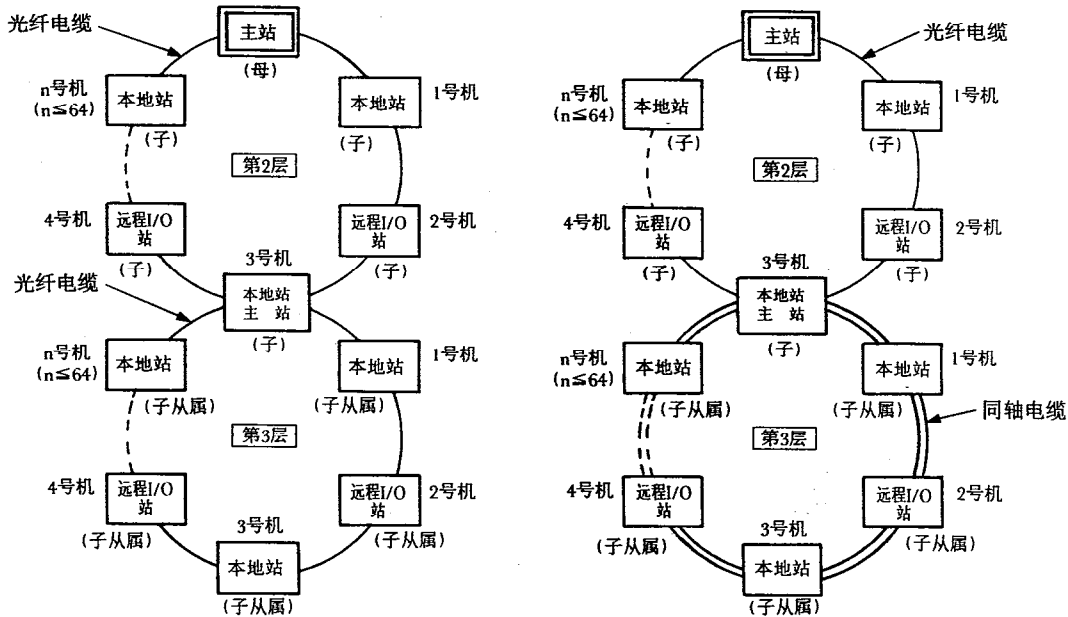 光纤电缆
主站
(母)
n号机
(n≦64)
本地站
(子)
本地站
1号机
(子)
第2层
4号机
远程I/O
站
(子)
远程I/O
站
2号机
(子)
3号机
本地站
主 站
(子)
光纤电缆
n号机
(n≦64)
本地站
(子从属)
本地站
1号机
(子从属)
第3层
4号机
远程I/O
站
(子从属)
远程I/O
站
2号机
(子从属)
3号机
本地站
(子从属)
主站
(母)
光纤电缆
n号机
(n≦64)
本地站
(子)
本地站
1号机
(子)
第2层
4号机
远程I/O
站
(子)
远程I/O
站
2号机
(子)
3号机
本地站
主 站
(子)
n号机
(n≦64)
本地站
(子从属)
本地站
1号机
(子从属)
同轴电缆
第3层
4号机
远程I/O
站
(子从属)
远程I/O
站
2号机
(子从属)
3号机
本地站
(子从属)